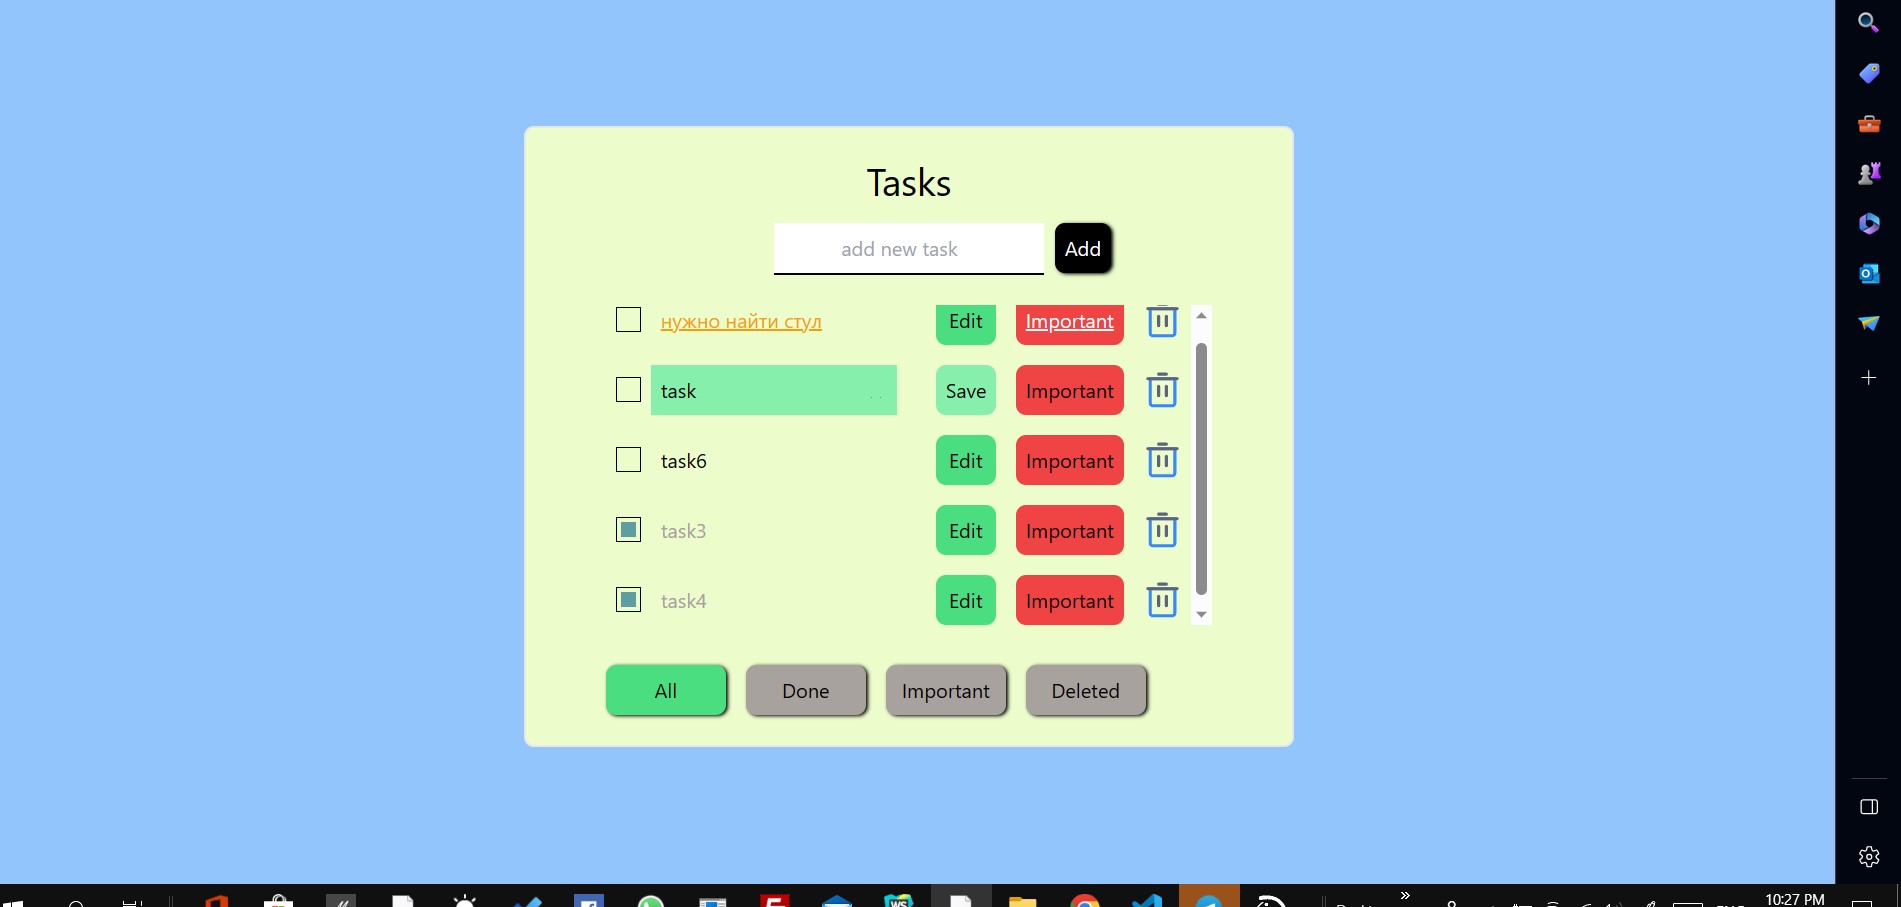 Tasks
add new task
Add
нужно найти стул
Edit
Important
task
Save
Important
task6
Edit
Important
task3
Edit
Important
task4
Edit
Important
All
Done
Important
Deleted
10:27 PM